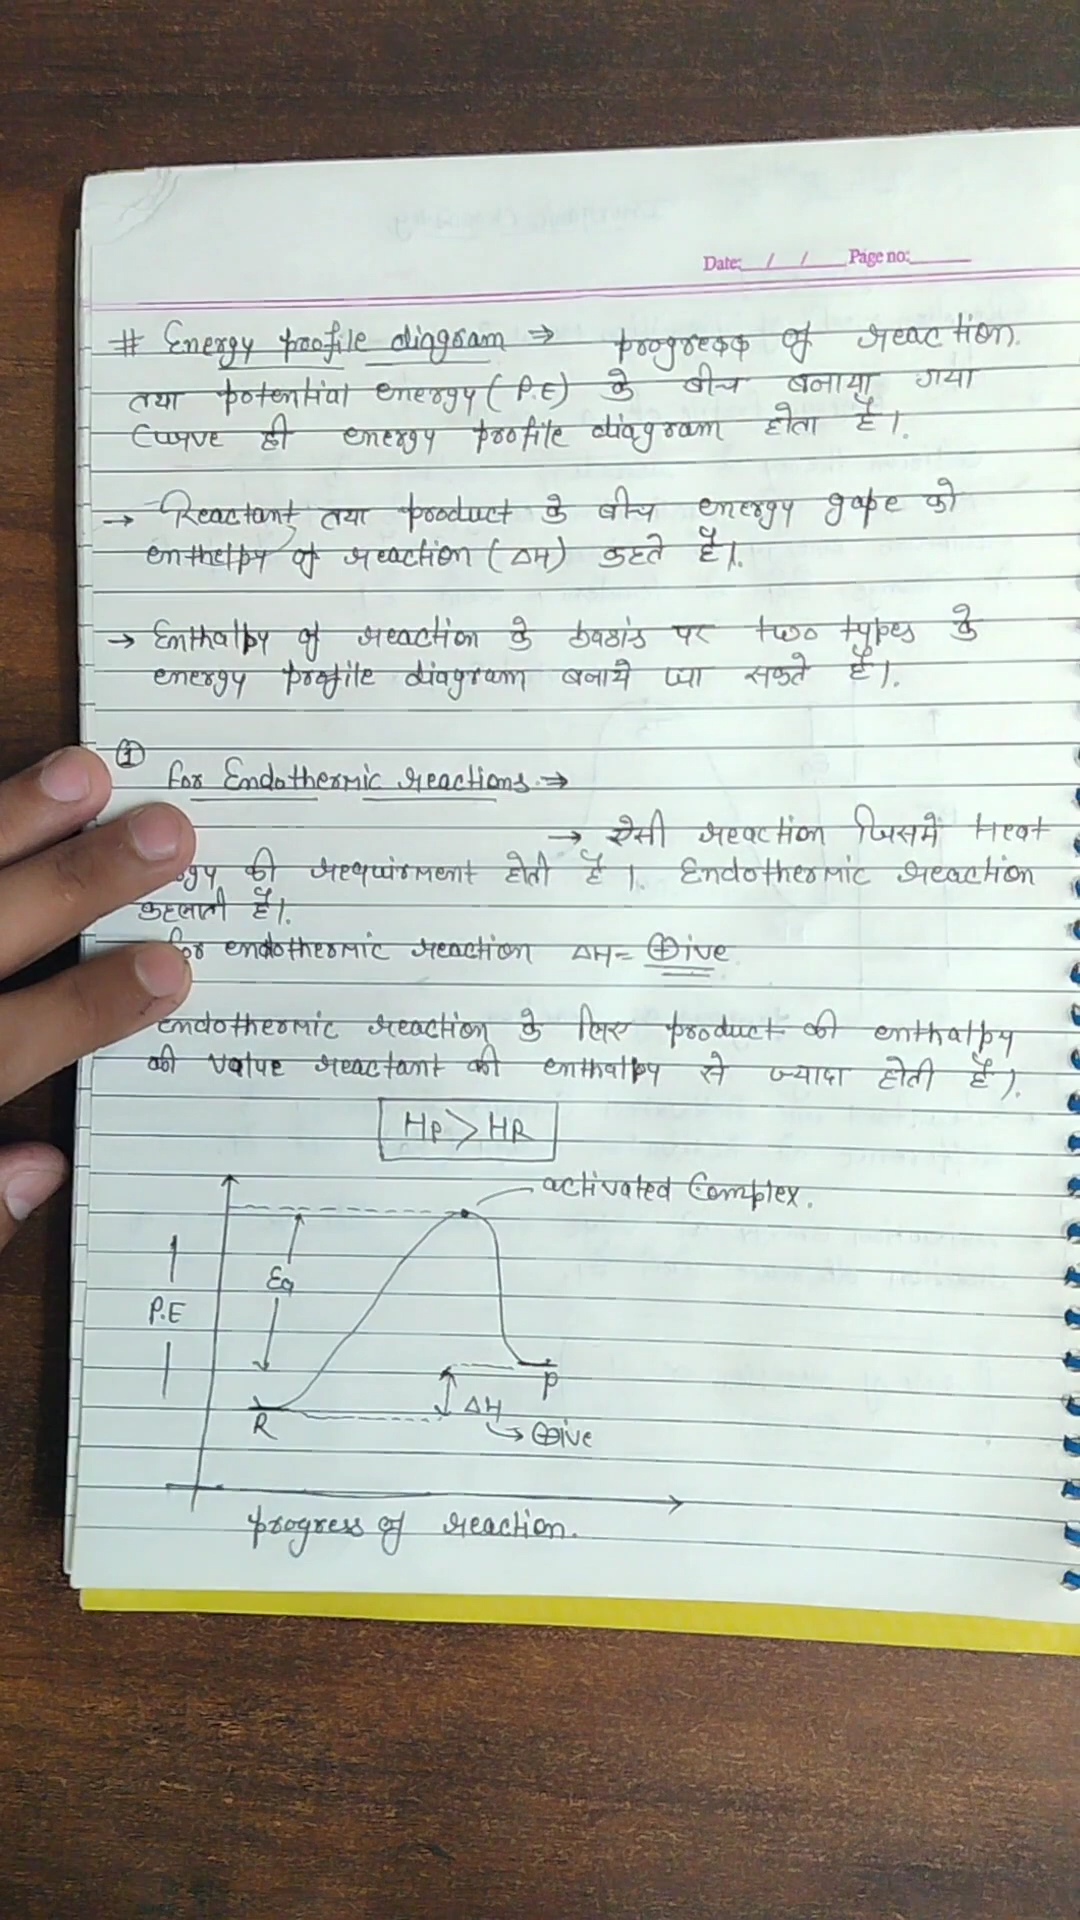 Date: / / Page no:
# Energy profile diagram ⇒ progress of reaction.
तथा potential energy ( P.E) के बीच बनाया गया
Curve ही energy profile diagram होता है।.
→ Reactant तथा product के बीच energy gape को
enthelpy of reaction ( ΔH) कहते हैं।.
→ Enthalpy of reaction के पर two types के
energy profile diagram बनाये जा सकते हैं।.
① for Endothermic reactions. ⇒
→ ऐसी reaction जिसमें Heat
की requirment होती है । Endothermic reaction
कहलाती हैं।.
for endothermic reaction ΔH= ⊕ive
endothermic reaction के लिए product की enthalpy
की value reactant की enthalpy से ज्यादा होती है ).
HP > HR
activated Complex.
Ea
P.E
P
ΔH
R
→ ⊕ive
progress of reaction.